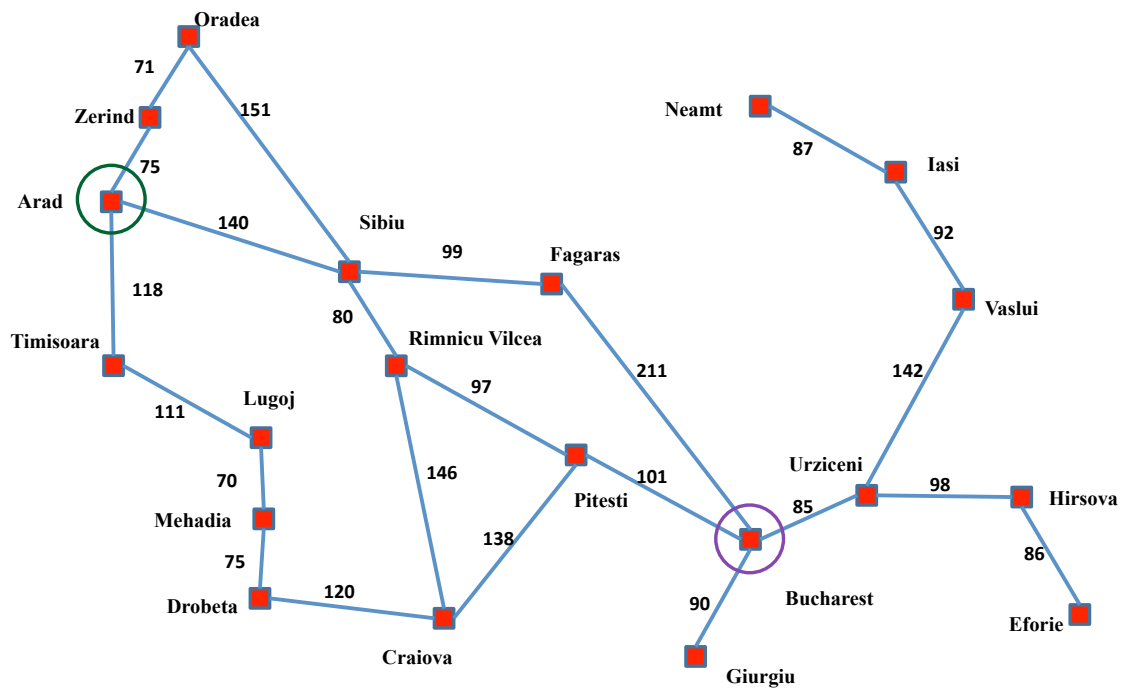 Oradea
71
Zerind
151
Neamt
87
Iasi
75
Arad
140
Sibiu
99
Fagaras
92
118
80
Vaslui
Timisoara
Rimnicu Vilcea
211
142
97
Lugoj
111
Urziceni
70
146
Pitesti
101
98
Hirsova
Mehadia
85
138
86
75
Drobeta
120
Bucharest
90
Eforie
Craiova
Giurgiu